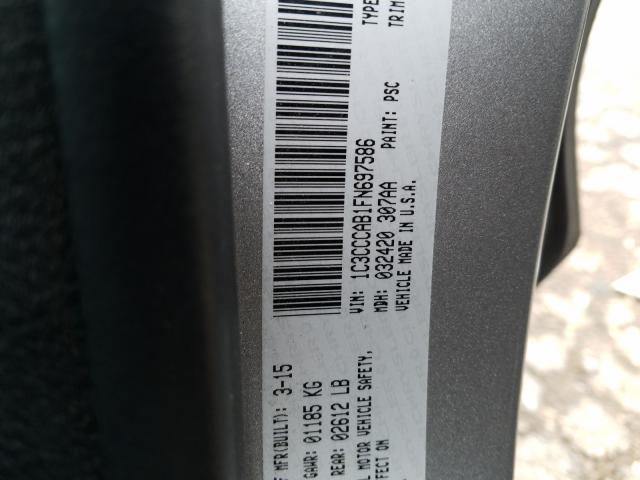 F MFR(BUILT): 3-15
GAWR: 01185 KG
REAR: 02612 LB
L MOTOR VEHICLE SAFETY,
FFECT ON
VIN: 1C3CCCAB1FN697586
MDH: 032420 307AA PAINT: PSC
VEHICLE MADE IN U.S.A.
TYPE
TRIM